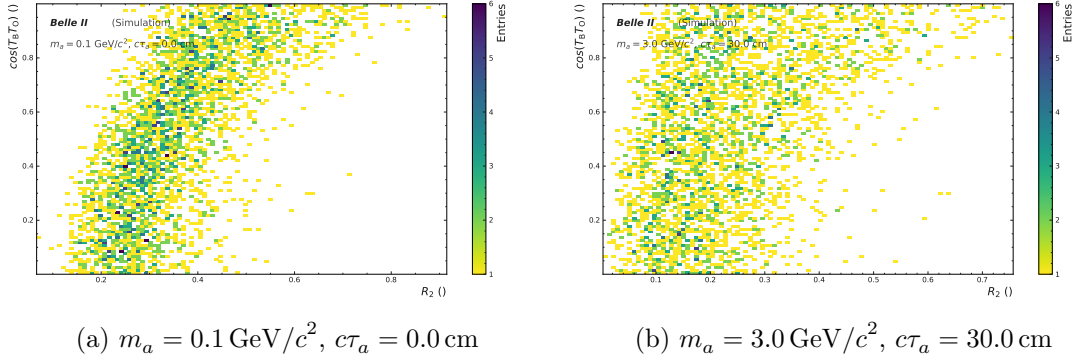 cos(T_B T_O) ()
Belle II (Simulation)
m_a = 0.1 GeV/c², cτ_a = 0.0 cm
0.8
0.6
0.4
0.2
0.2 0.4 0.6 0.8
R_2 ()
6
5
4
3
2
1
Entries
cos(T_B T_O) ()
Belle II (Simulation)
m_a = 3.0 GeV/c², cτ_a = 30.0 cm
0.8
0.6
0.4
0.2
0.1 0.2 0.3 0.4 0.5 0.6 0.7
R_2 ()
6
5
4
3
2
1
Entries
(a) m_a = 0.1 GeV/c², cτ_a = 0.0 cm
(b) m_a = 3.0 GeV/c², cτ_a = 30.0 cm